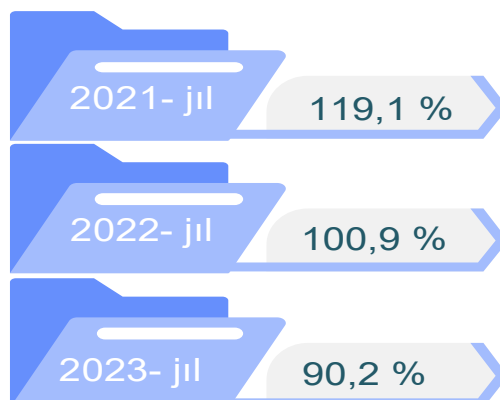 2021- jıl
119,1 %
2022- jıl
100,9 %
2023- jıl
90,2 %